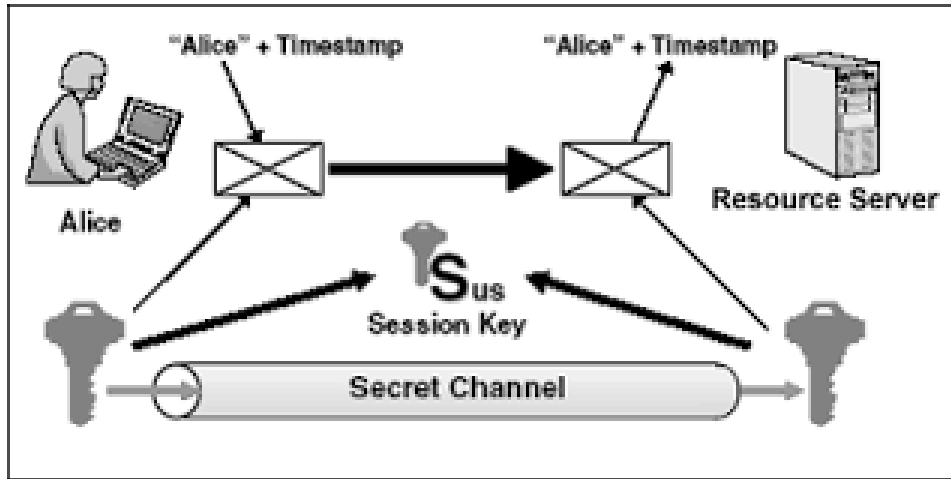 “Alice” + Timestamp
“Alice” + Timestamp
Alice
Resource Server
Sus
Session Key
Secret Channel